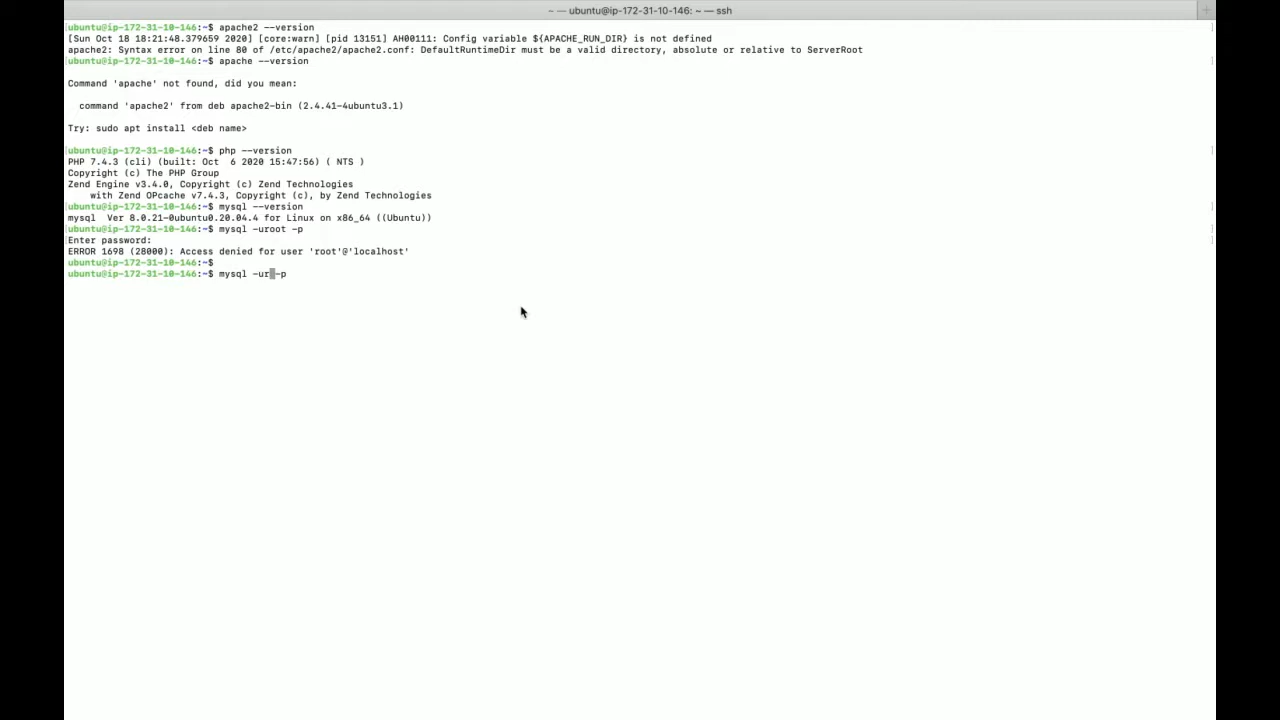 ~ — ubuntu@ip-172-31-10-146: ~ — ssh
ubuntu@ip-172-31-10-146:~$ apache2 --version
[Sun Oct 18 18:21:48.379659 2020] [core:warn] [pid 13151] AH00111: Config variable ${APACHE_RUN_DIR} is not defined
apache2: Syntax error on line 80 of /etc/apache2/apache2.conf: DefaultRuntimeDir must be a valid directory, absolute or relative to ServerRoot
ubuntu@ip-172-31-10-146:~$ apache --version
Command 'apache' not found, did you mean:
command 'apache2' from deb apache2-bin (2.4.41-4ubuntu3.1)
Try: sudo apt install <deb name>
ubuntu@ip-172-31-10-146:~$ php --version
PHP 7.4.3 (cli) (built: Oct  6 2020 15:47:56) ( NTS )
Copyright (c) The PHP Group
Zend Engine v3.4.0, Copyright (c) Zend Technologies
with Zend OPcache v7.4.3, Copyright (c), by Zend Technologies
ubuntu@ip-172-31-10-146:~$ mysql --version
mysql  Ver 8.0.21-0ubuntu0.20.04.4 for Linux on x86_64 ((Ubuntu))
ubuntu@ip-172-31-10-146:~$ mysql -uroot -p
Enter password:
ERROR 1698 (28000): Access denied for user 'root'@'localhost'
ubuntu@ip-172-31-10-146:~$
ubuntu@ip-172-31-10-146:~$ mysql -ur -p